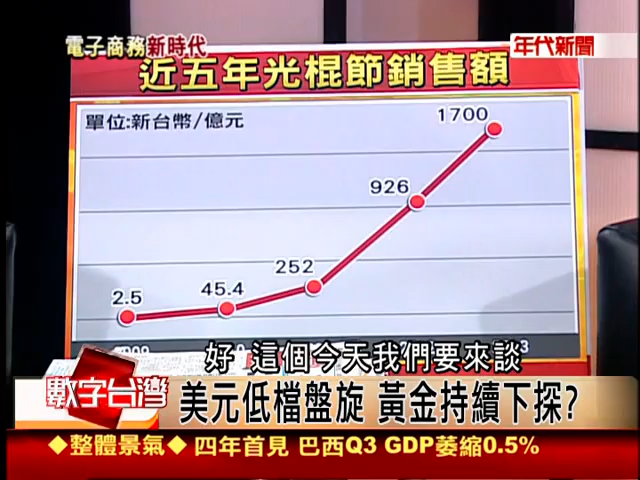 電子商務新時代
年代新聞
近五年光棍節銷售額
單位:新台幣/億元
1700
926
252
45.4
2.5
好 這個今天我們要來談
數字台灣
美元低檔盤旋 黃金持續下探?
◆整體景氣◆ 四年首見 巴西Q3 GDP萎縮0.5%